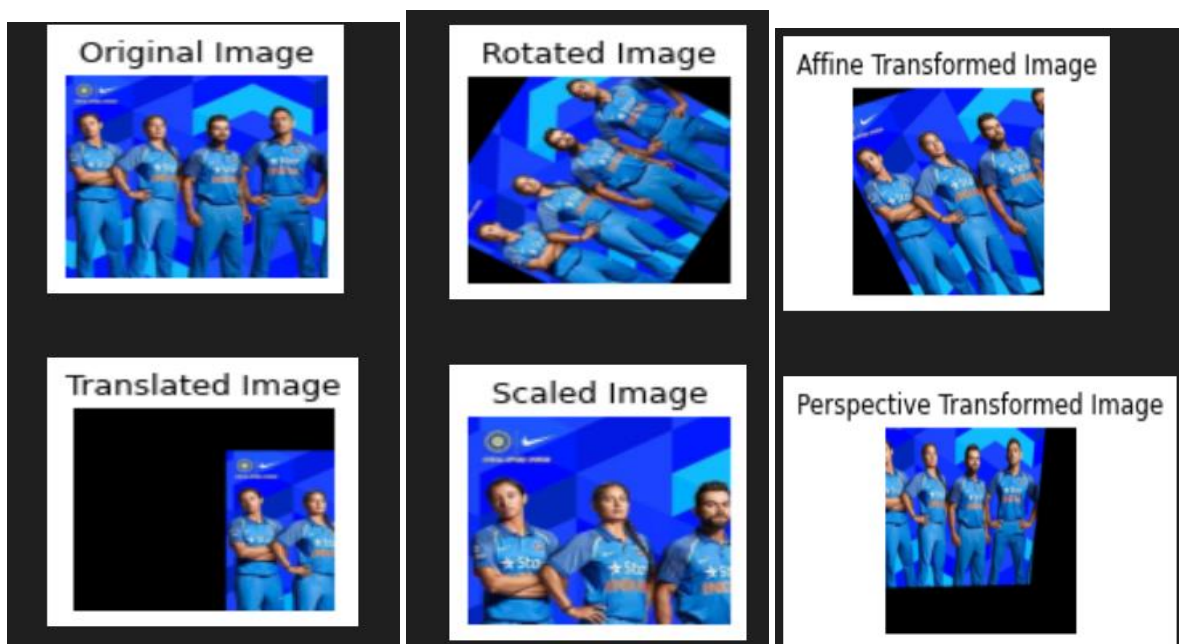 Original Image
Rotated Image
Affine Transformed Image
Translated Image
Scaled Image
Perspective Transformed Image